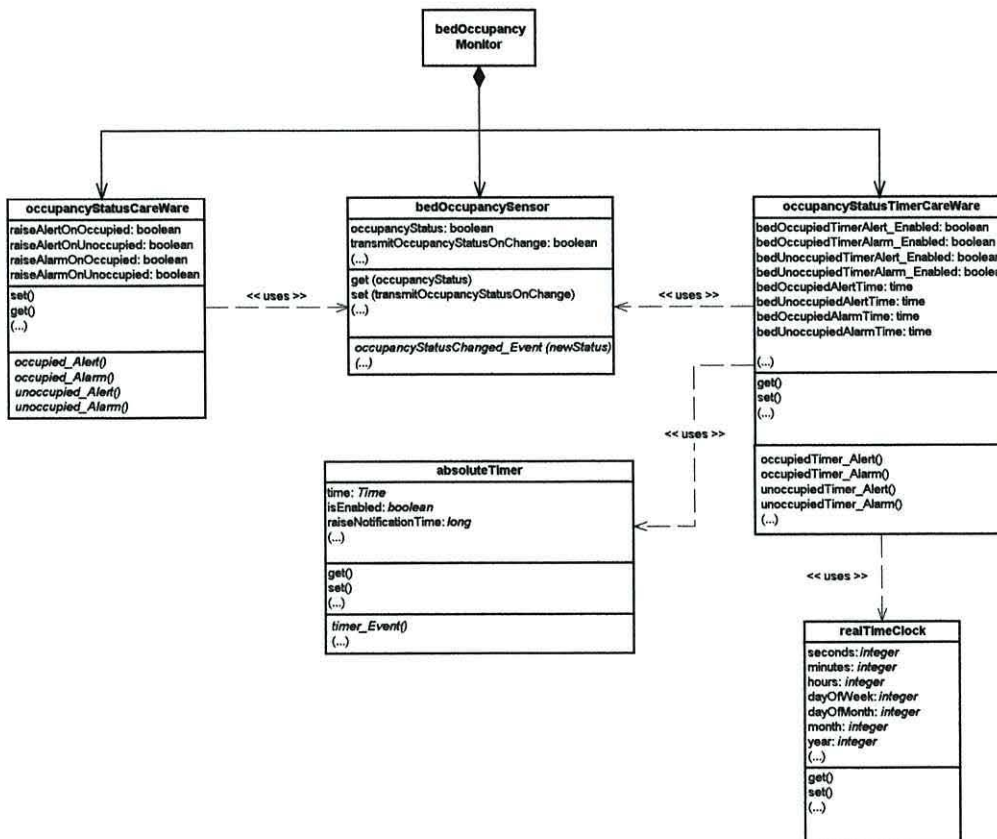 bedOccupancy
Monitor
occupancyStatusCareWare
raiseAlertOnOccupied: boolean
raiseAlertOnUnoccupied: boolean
raiseAlarmOnOccupied: boolean
raiseAlarmOnUnoccupied: boolean
set()
get()
(...)
occupied_Alert()
occupied_Alarm()
unoccupied_Alert()
unoccupied_Alarm()
<< uses >>
bedOccupancySensor
occupancyStatus: boolean
transmitOccupancyStatusOnChange: boolean
(...)
get (occupancyStatus)
set (transmitOccupancyStatusOnChange)
(...)
occupancyStatusChanged_Event (newStatus)
(...)
<< uses >>
occupancyStatusTimerCareWare
bedOccupiedTimerAlert_Enabled: boolean
bedOccupiedTimerAlarm_Enabled: boolean
bedUnoccupiedTimerAlert_Enabled: boolean
bedUnoccupiedTimerAlarm_Enabled: boolean
bedOccupiedAlertTime: time
bedUnoccupiedAlertTime: time
bedOccupiedAlarmTime: time
bedUnoccupiedAlarmTime: time
(...)
get()
set()
(...)
occupiedTimer_Alert()
occupiedTimer_Alarm()
unoccupiedTimer_Alert()
unoccupiedTimer_Alarm()
(...)
<< uses >>
absoluteTimer
time: Time
isEnabled: boolean
raiseNotificationTime: long
(...)
get()
set()
(...)
timer_Event()
(...)
<< uses >>
realTimeClock
seconds: integer
minutes: integer
hours: integer
dayOfWeek: integer
dayOfMonth: integer
month: integer
year: integer
(...)
get()
set()
(...)